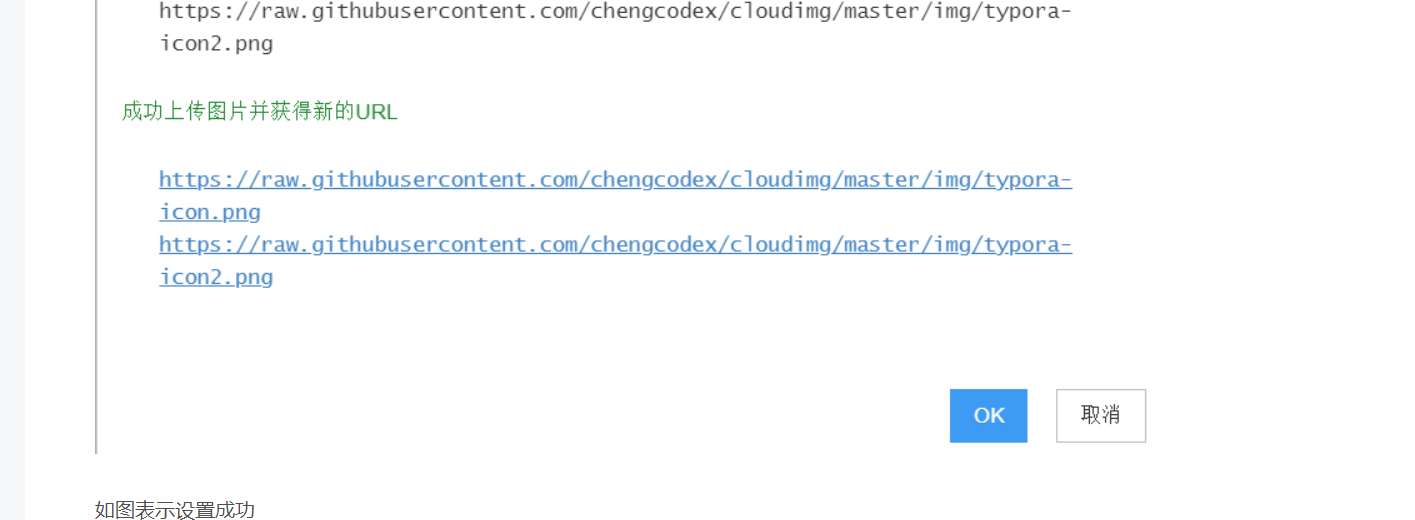 https://raw.githubusercontent.com/chengcodex/cloudimg/master/img/typora-
icon2.png
成功上传图片并获得新的URL
https://raw.githubusercontent.com/chengcodex/cloudimg/master/img/typora-
icon.png
https://raw.githubusercontent.com/chengcodex/cloudimg/master/img/typora-
icon2.png
OK 取消
如图表示设置成功